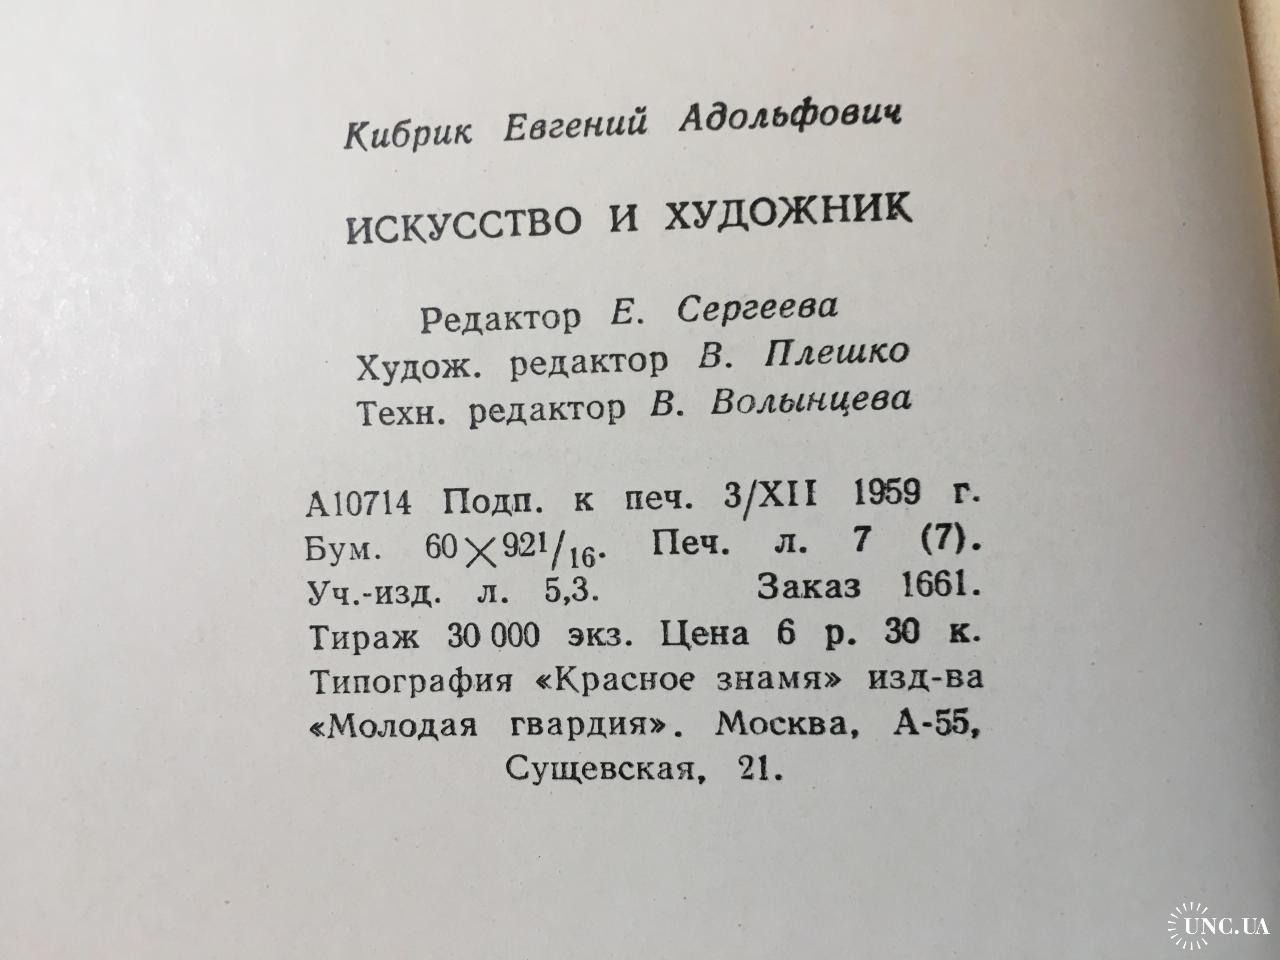 Кибрик Евгений Адольфович
ИСКУССТВО И ХУДОЖНИК
Редактор Е. Сергеева
Худож. редактор В. Плешко
Техн. редактор В. Волынцева
А10714 Подп. к печ. 3/XII 1959 г.
Бум. 60×92¹/₁₆. Печ. л. 7 (7).
Уч.-изд. л. 5,3. Заказ 1661.
Тираж 30 000 экз. Цена 6 р. 30 к.
Типография «Красное знамя» изд-ва
«Молодая гвардия». Москва, А-55,
Сущевская, 21.
UNC.UA